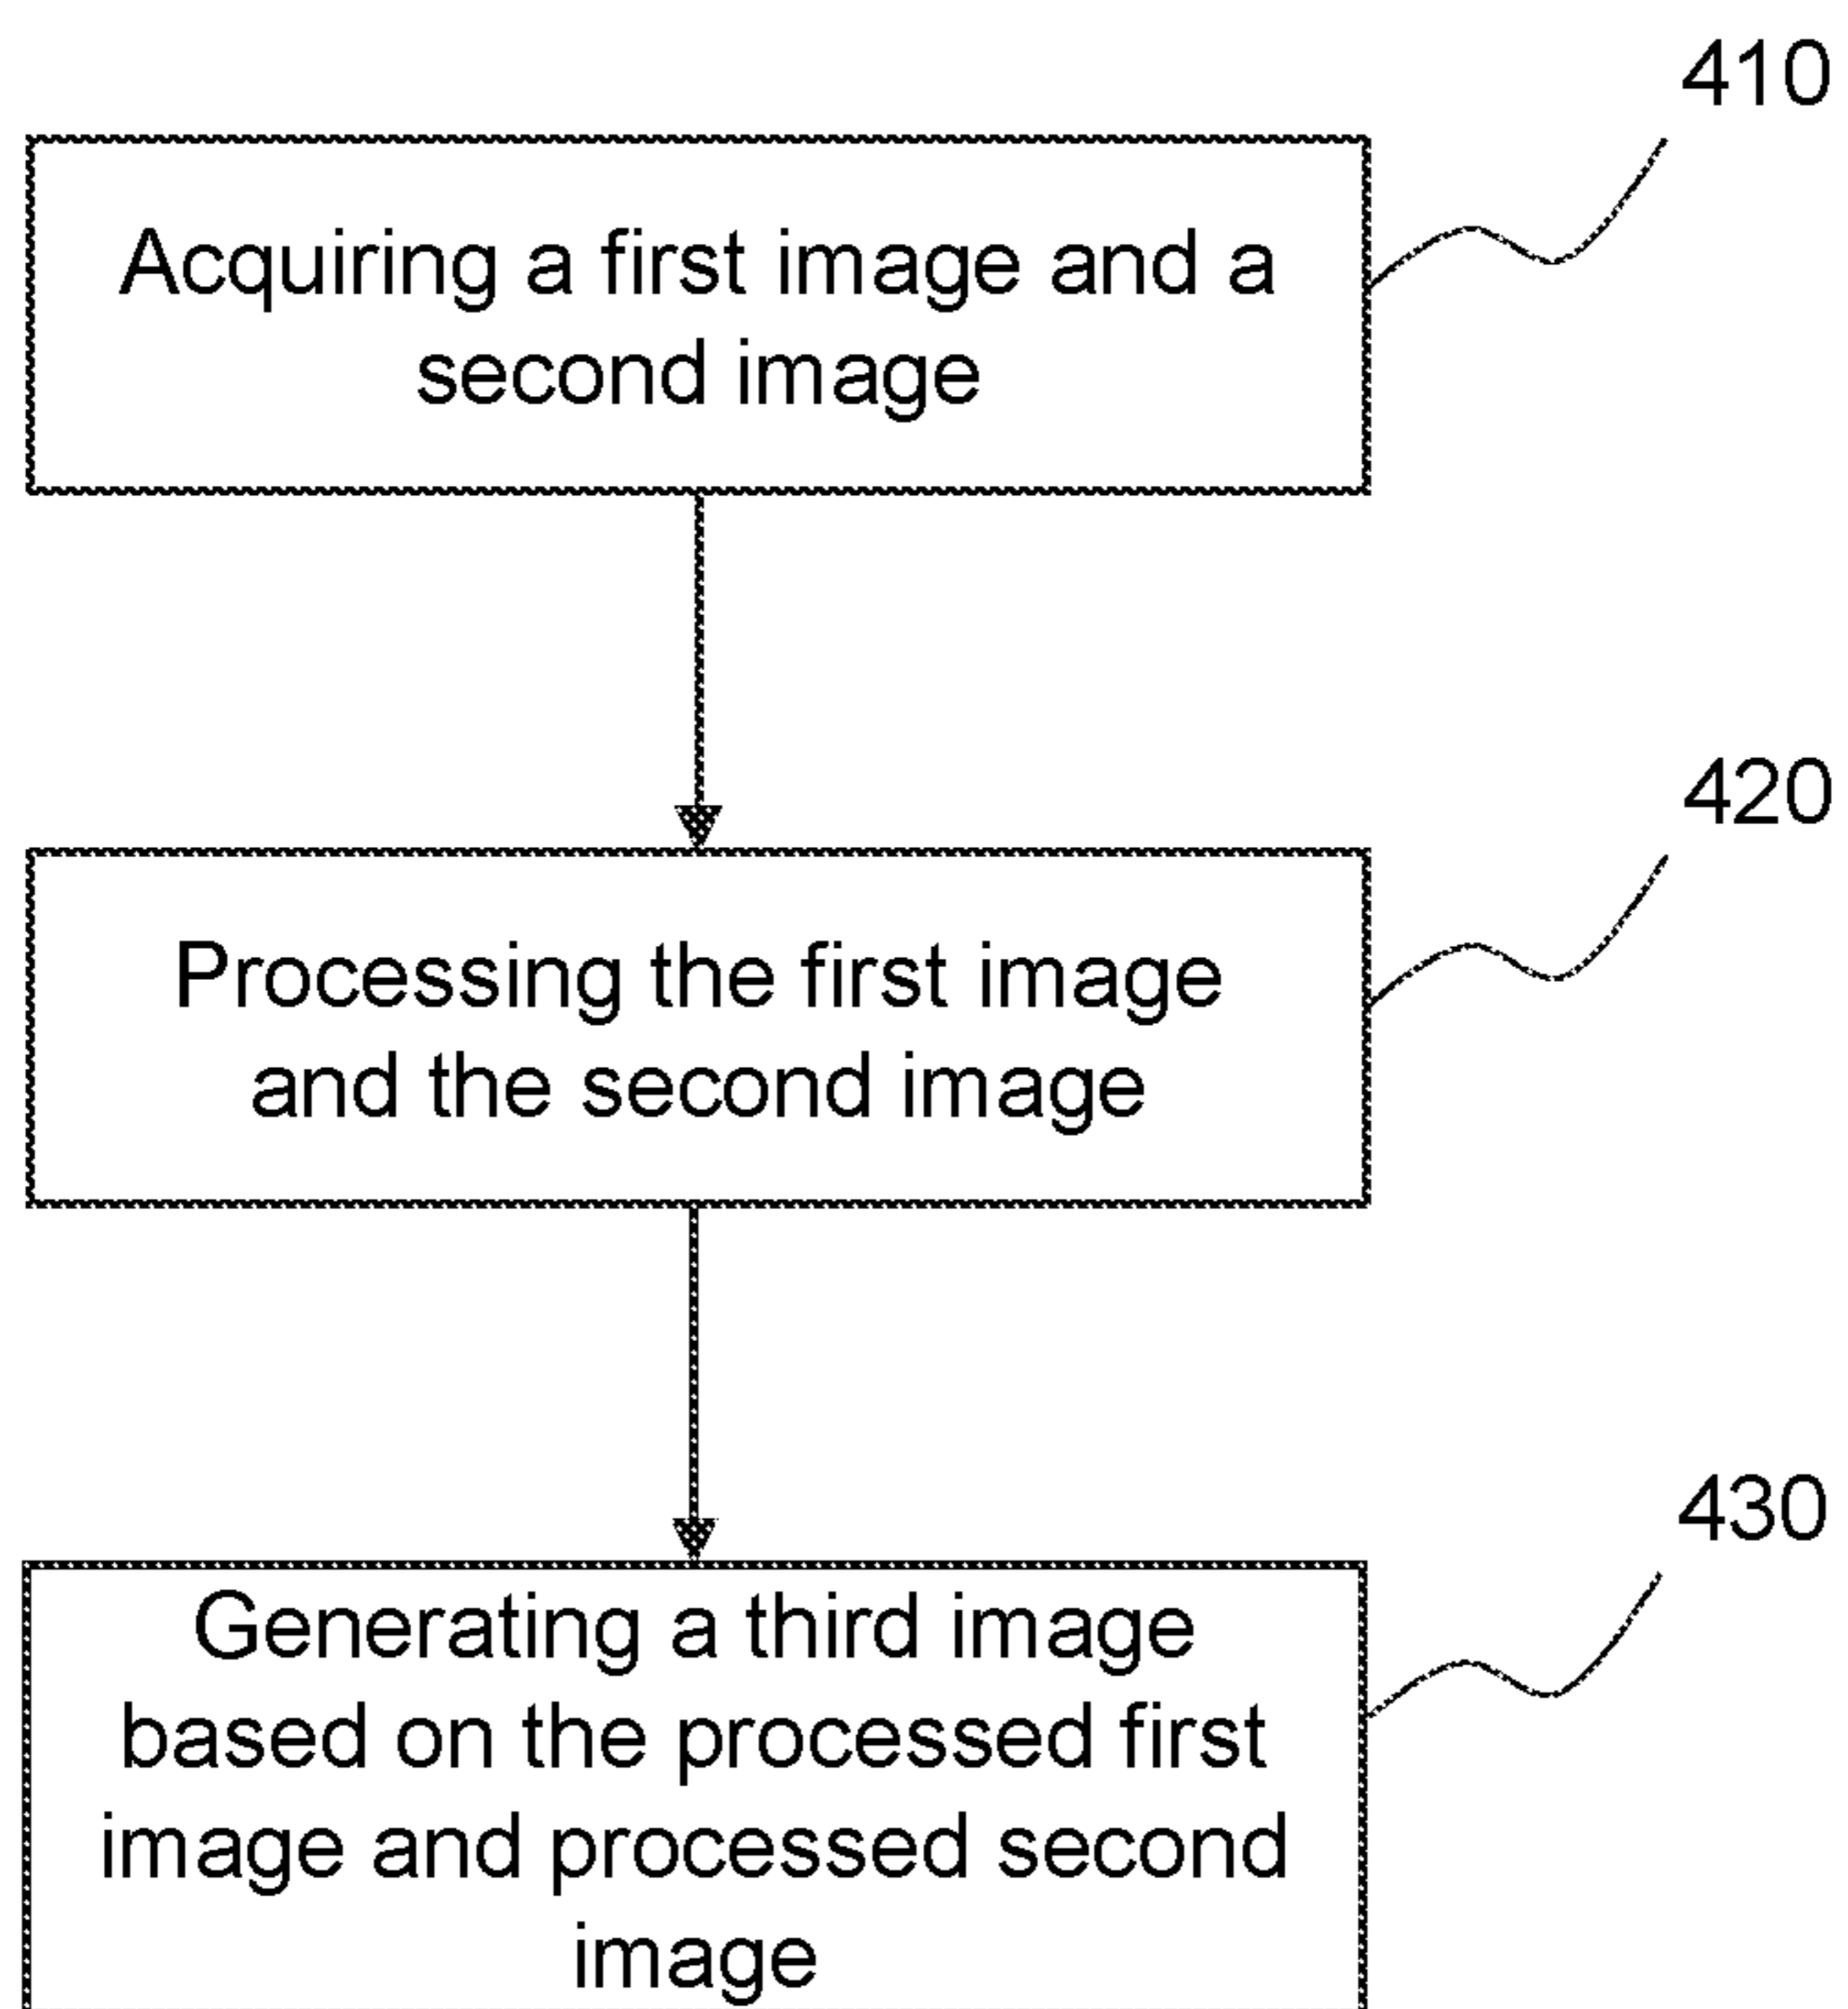 410
Acquiring a first image and a
second image
420
Processing the first image
and the second image
430
Generating a third image
based on the processed first
image and processed second
image